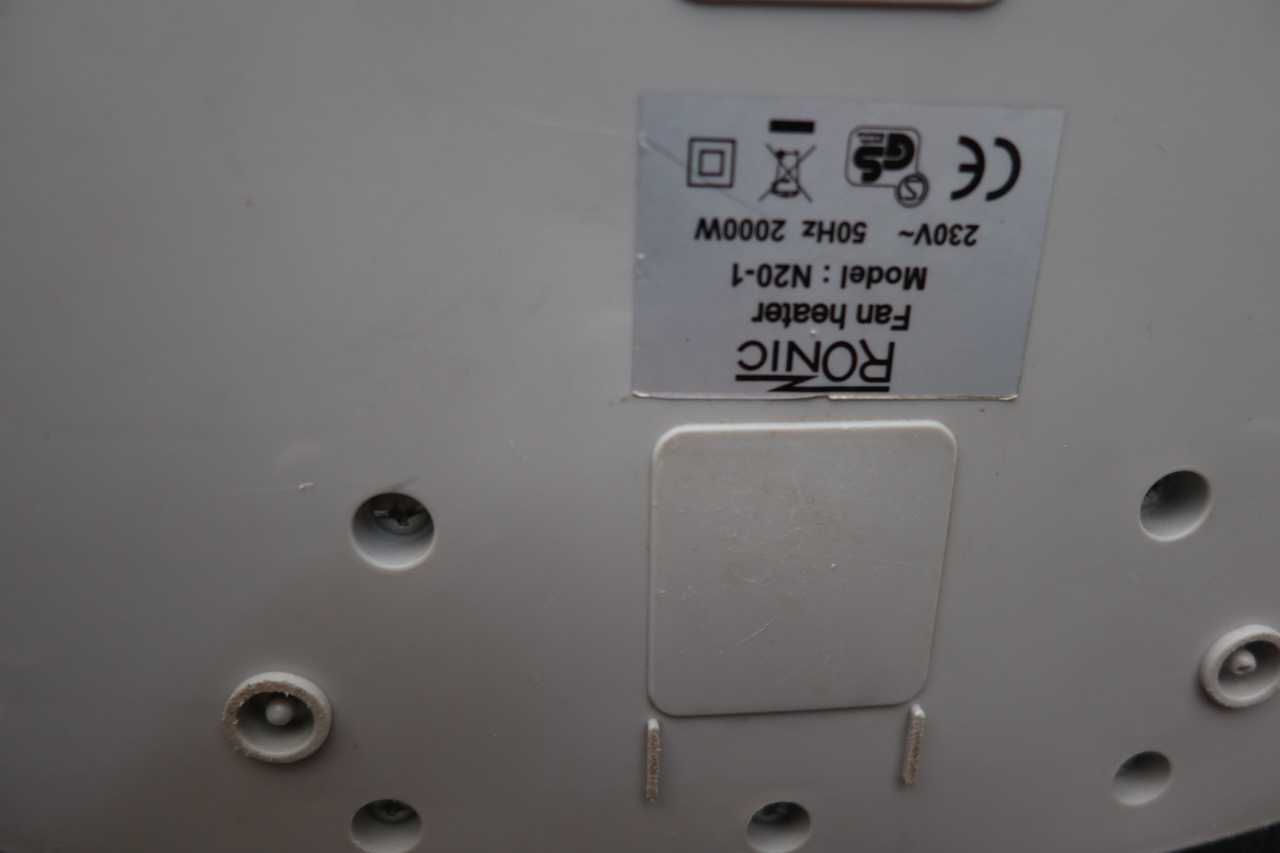 RONIC
Fan heater
Model : N20-1
230V~ 50Hz 2000W
CE GS